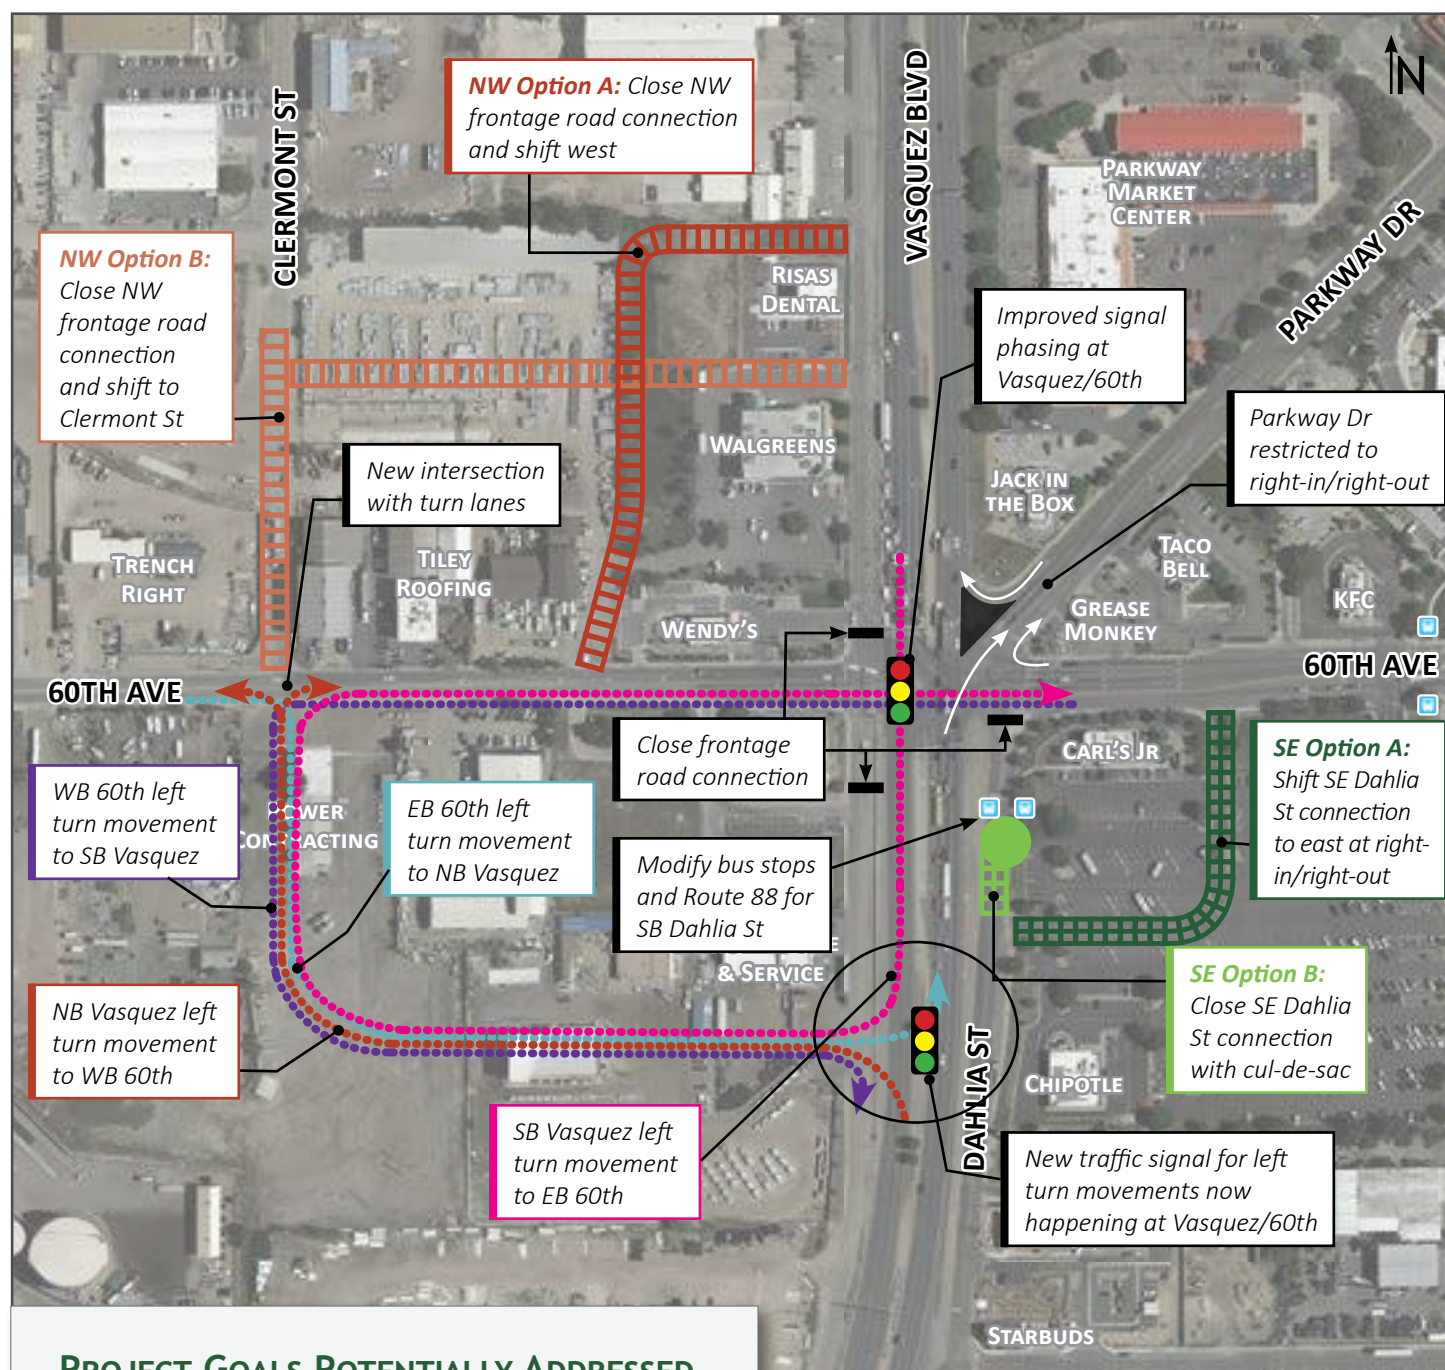 N
CLERMONT ST
VASQUEZ BLVD
PARKWAY DR
NW Option A: Close NW
frontage road connection
and shift west
PARKWAY
MARKET
CENTER
NW Option B:
Close NW
frontage road
connection
and shift to
Clermont St
RISAS
DENTAL
Improved signal
phasing at
Vasquez/60th
Parkway Dr
restricted to
right-in/right-out
New intersection
with turn lanes
WALGREENS
JACK IN
THE BOX
TRENCH
RIGHT
TILEY
ROOFING
TACO
BELL
KFC
GREASE
MONKEY
WENDY'S
60TH AVE
60TH AVE
Close frontage
road connection
CARL'S JR
SE Option A:
Shift SE Dahlia
St connection
to east at right-
in/right-out
WB 60th left
turn movement
to SB Vasquez
EB 60th left
turn movement
to NB Vasquez
CONTRACTING
Modify bus stops
and Route 88 for
SB Dahlia St
& SERVICE
SE Option B:
Close SE Dahlia
St connection
with cul-de-sac
NB Vasquez left
turn movement
to WB 60th
DAHLIA ST
CHIPOTLE
SB Vasquez left
turn movement
to EB 60th
New traffic signal for left
turn movements now
happening at Vasquez/60th
STARBUDS
PROJECT GOALS POTENTIALLY ADDRESSED